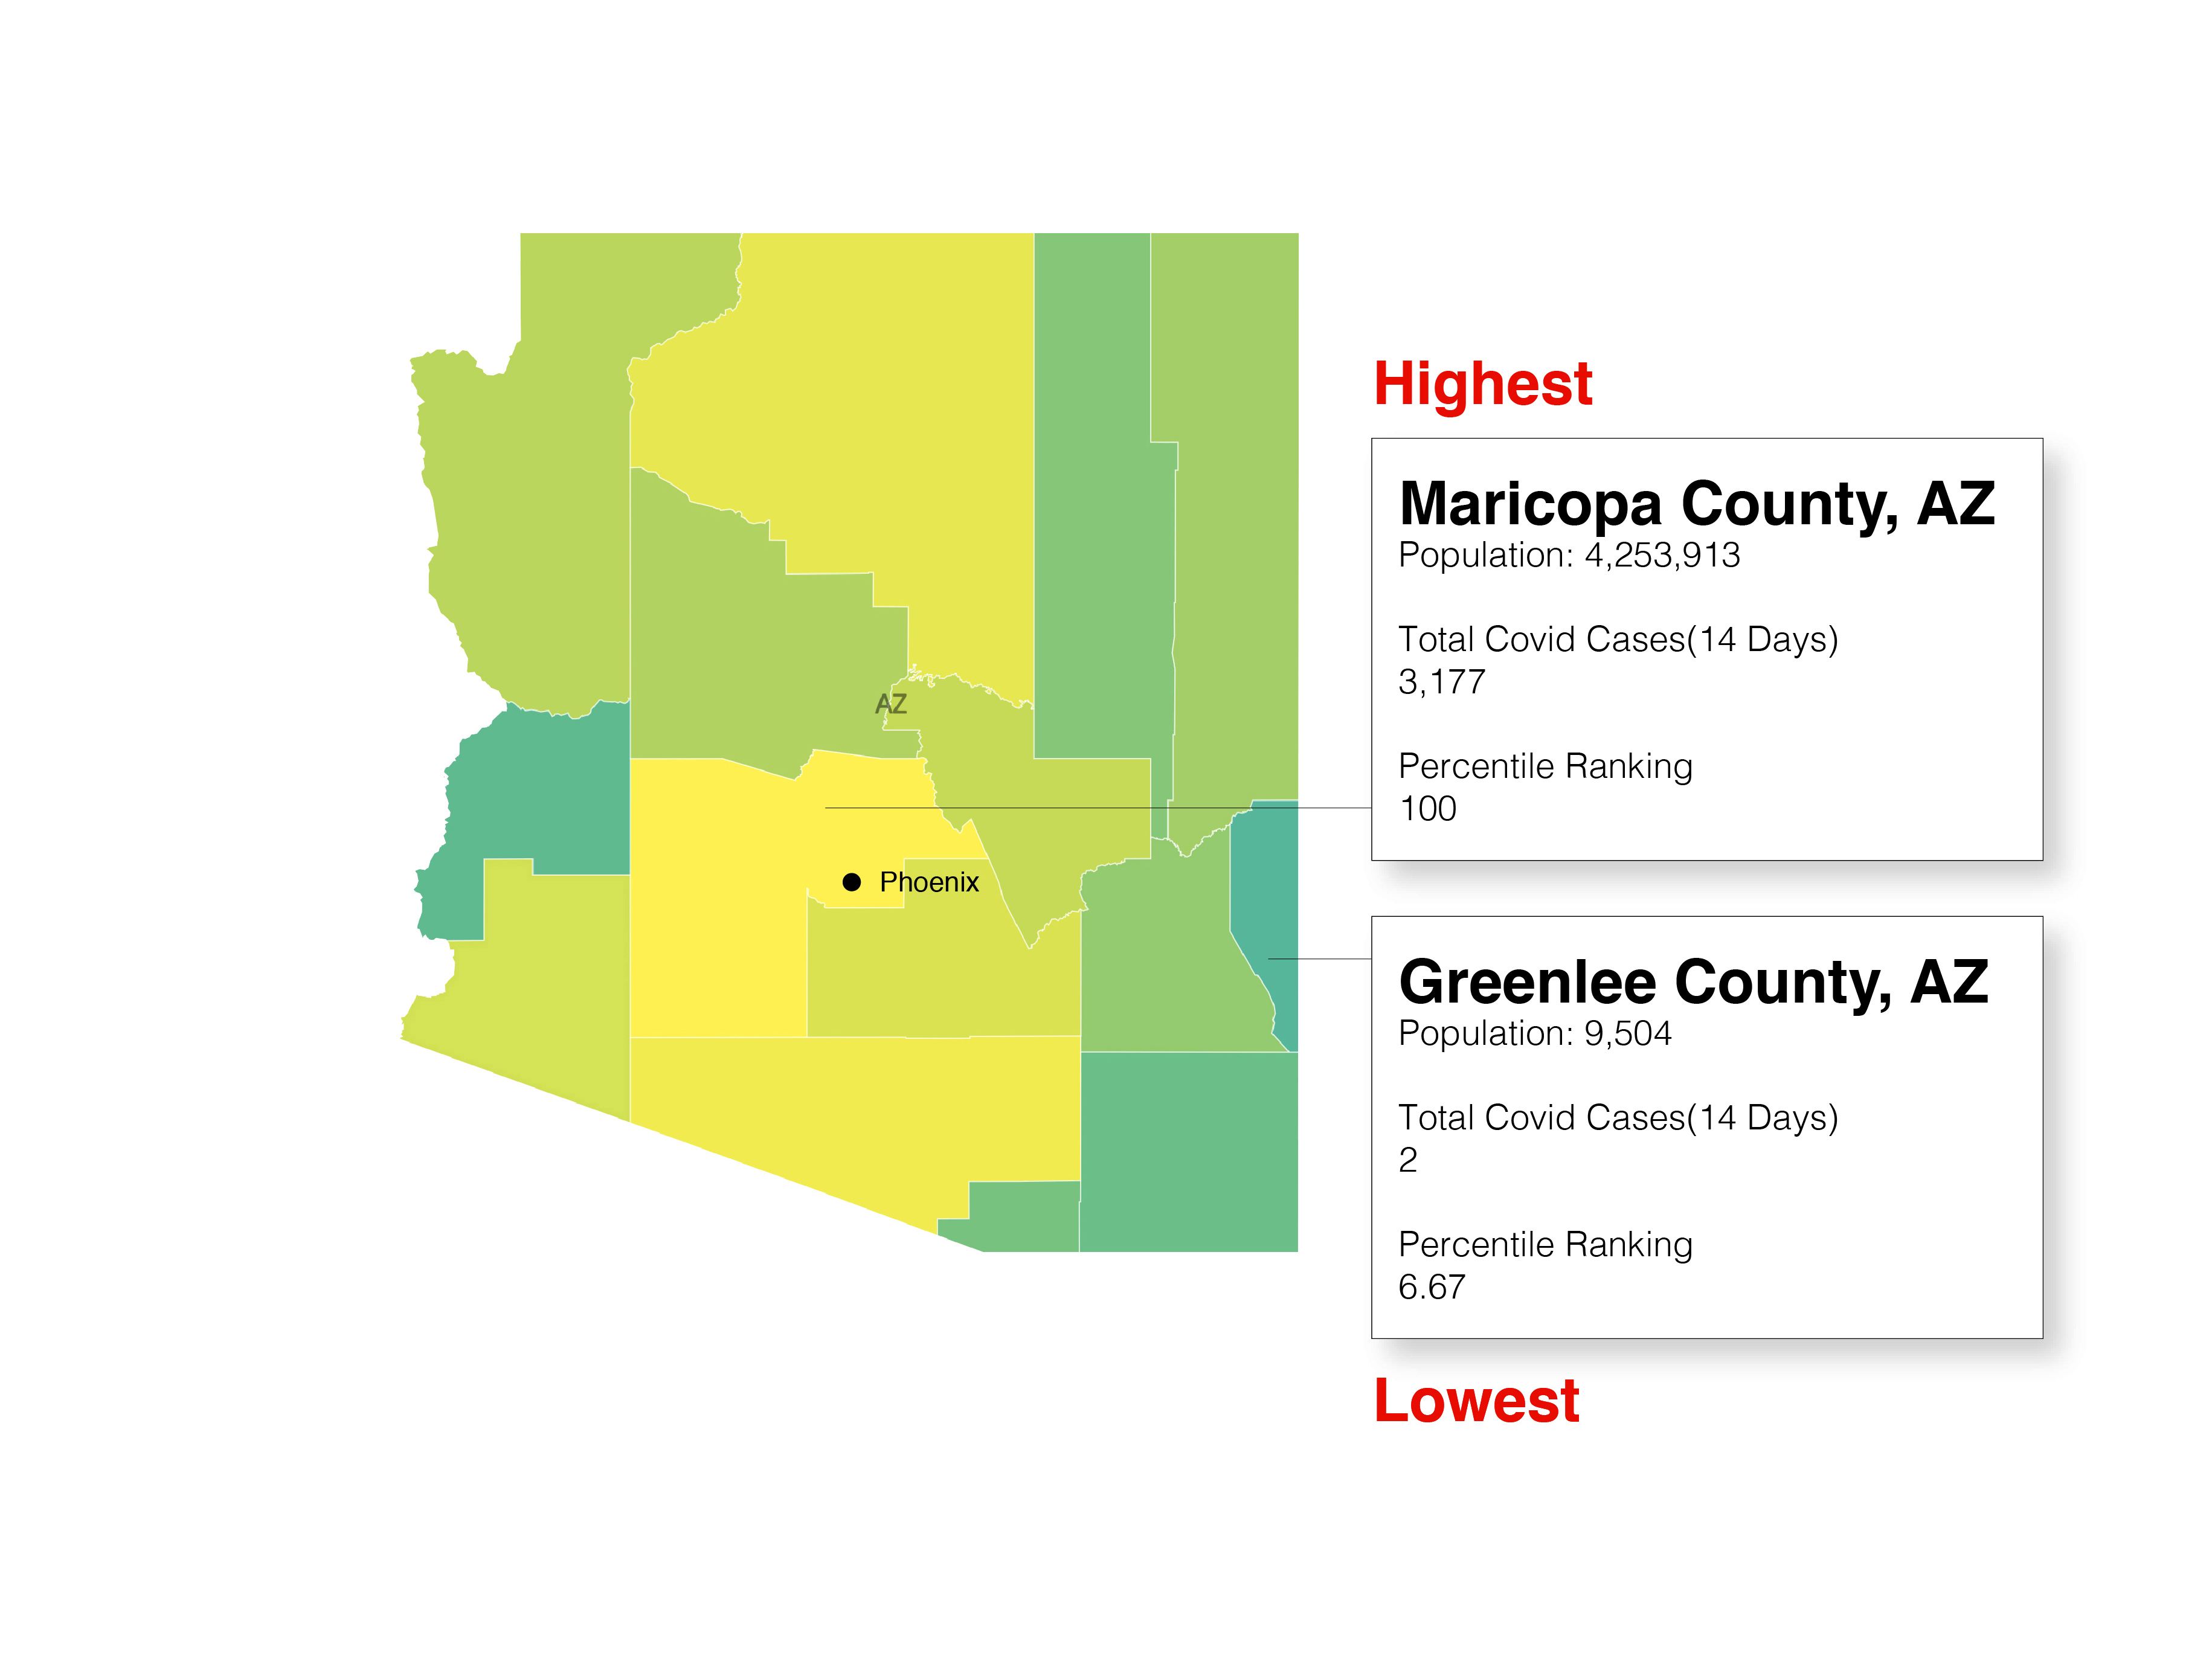 Highest
Maricopa County, AZ
Population: 4,253,913
Total Covid Cases(14 Days)
3,177
Percentile Ranking
100
AZ
Phoenix
Greenlee County, AZ
Population: 9,504
Total Covid Cases(14 Days)
2
Percentile Ranking
6.67
Lowest